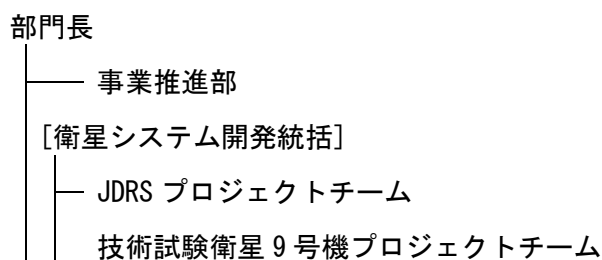 部門長
事業推進部
[衛星システム開発統括]
JDRS プロジェクトチーム
技術試験衛星 9 号機プロジェクトチーム